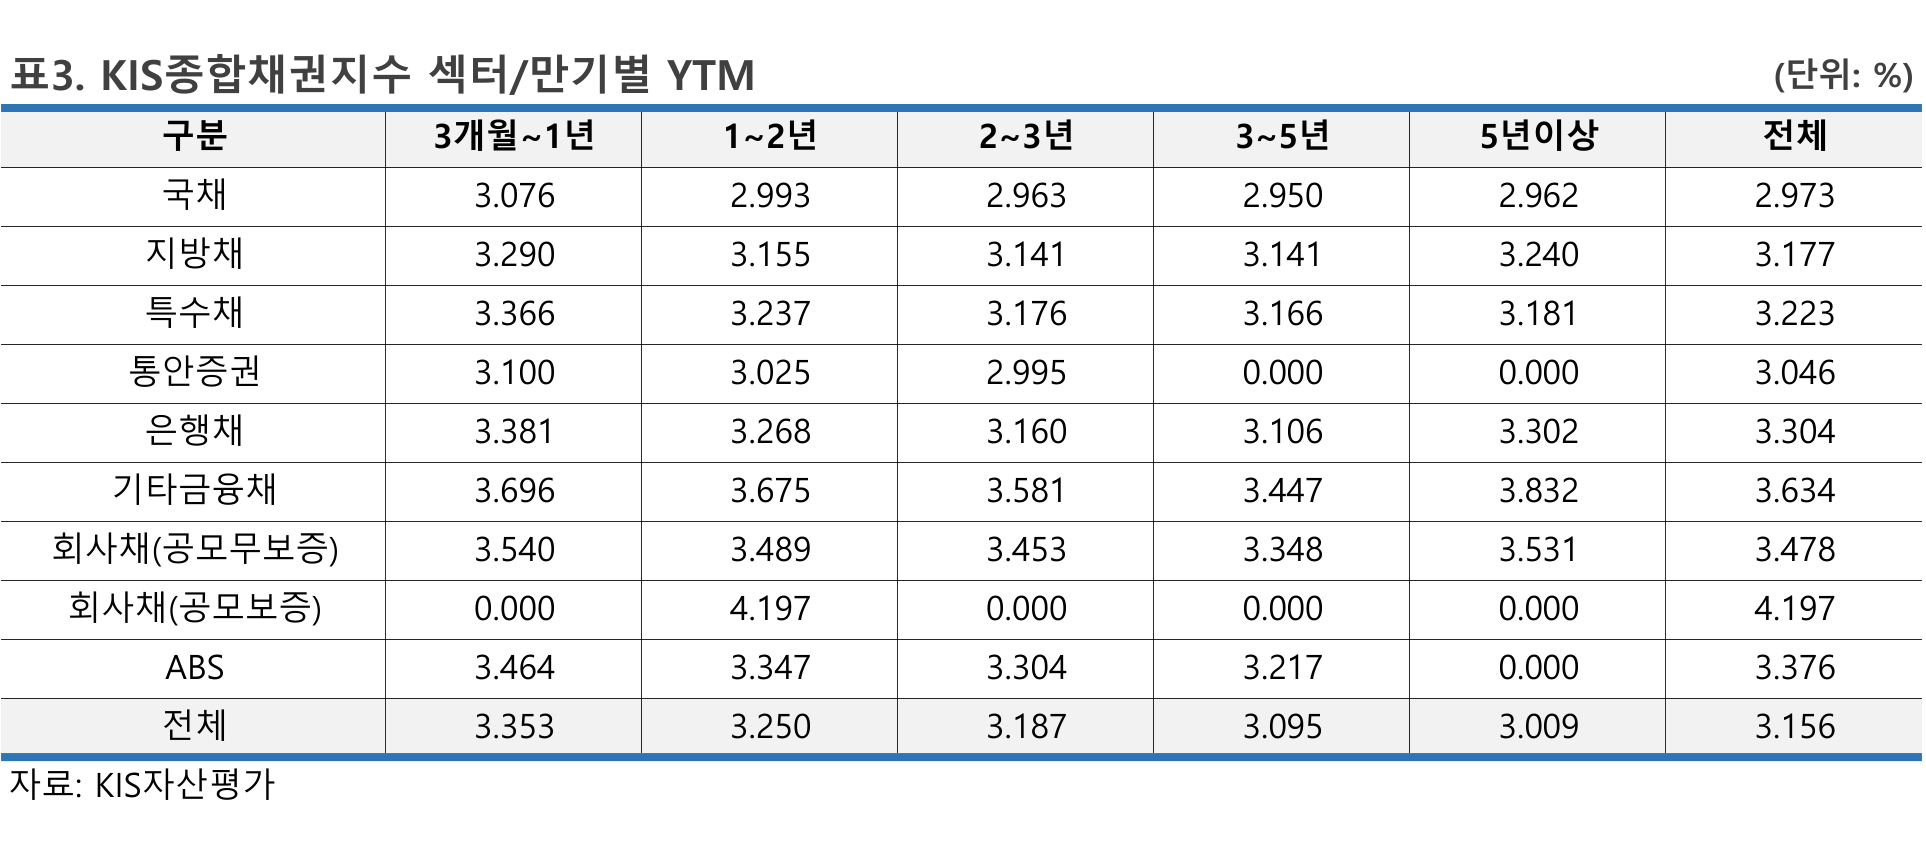 표3. KIS종합채권지수 섹터/만기별 YTM (단위: %)
구분 3개월~1년 1~2년 2~3년 3~5년 5년이상 전체
국채 3.076 2.993 2.963 2.950 2.962 2.973
지방채 3.290 3.155 3.141 3.141 3.240 3.177
특수채 3.366 3.237 3.176 3.166 3.181 3.223
통안증권 3.100 3.025 2.995 0.000 0.000 3.046
은행채 3.381 3.268 3.160 3.106 3.302 3.304
기타금융채 3.696 3.675 3.581 3.447 3.832 3.634
회사채(공모무보증) 3.540 3.489 3.453 3.348 3.531 3.478
회사채(공모보증) 0.000 4.197 0.000 0.000 0.000 4.197
ABS 3.464 3.347 3.304 3.217 0.000 3.376
전체 3.353 3.250 3.187 3.095 3.009 3.156
자료: KIS자산평가